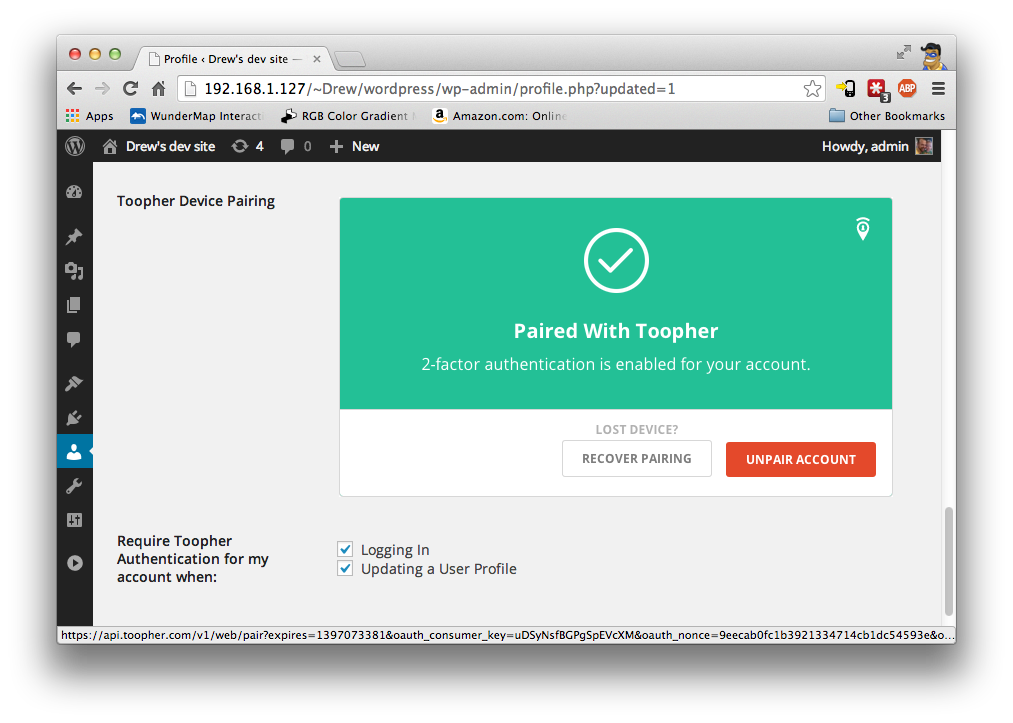 Profile ‹ Drew's dev site —
192.168.1.127/~Drew/wordpress/wp-admin/profile.php?updated=1
3
ABP
Apps
WunderMap Interacti
RGB Color Gradient
Amazon.com: Online
Other Bookmarks
Drew's dev site
4
0
New
Howdy, admin
Toopher Device Pairing
Paired With Toopher
2-factor authentication is enabled for your account.
LOST DEVICE?
RECOVER PAIRING
UNPAIR ACCOUNT
Require Toopher
Authentication for my
account when:
Logging In
Updating a User Profile
https://api.toopher.com/v1/web/pair?expires=1397073381&oauth_consumer_key=uDSyNsfBGPgSpEVcXM&oauth_nonce=9eecab0fc1b3921334714cb1dc54593e&o...